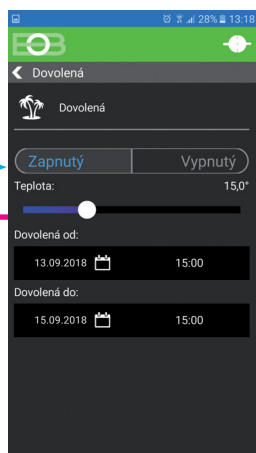 28% 13:18
EOB
Dovolená
Dovolená
Zapnutý Vypnutý
Teplota: 15,0°
Dovolená od:
13.09.2018 15:00
Dovolená do:
15.09.2018 15:00